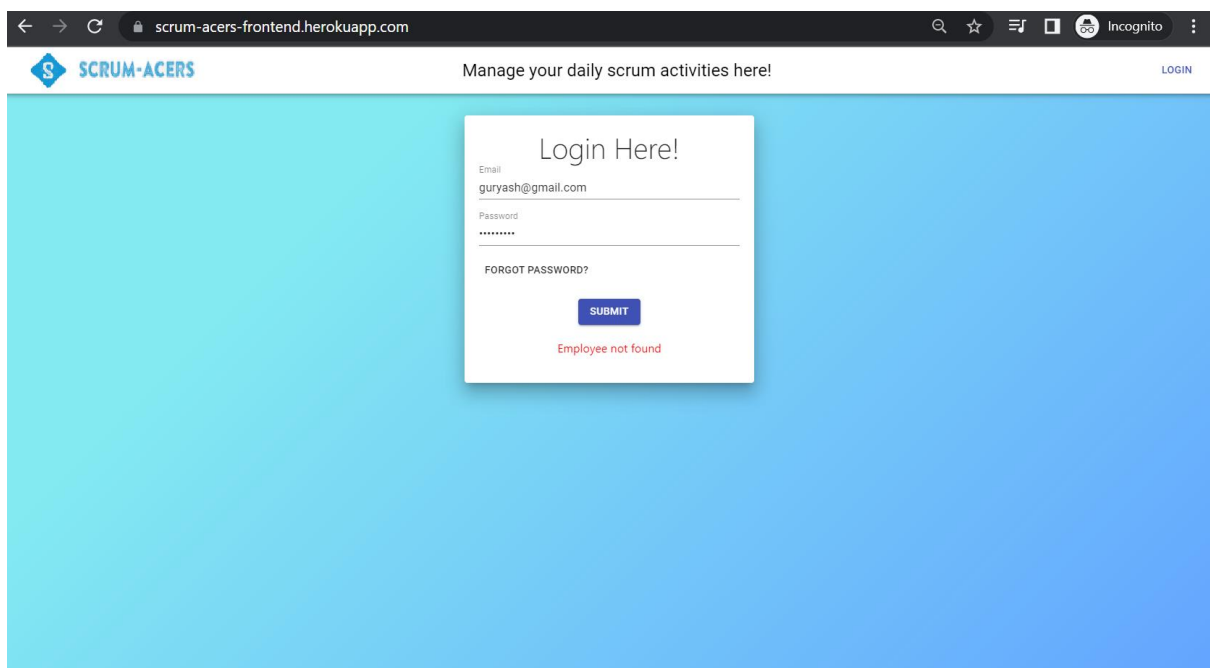 scrum-acers-frontend.herokuapp.com
Incognito
S
SCRUM-ACERS
Manage your daily scrum activities here!
LOGIN
Login Here!
Email
guryash@gmail.com
Password
•••••••••
FORGOT PASSWORD?
SUBMIT
Employee not found